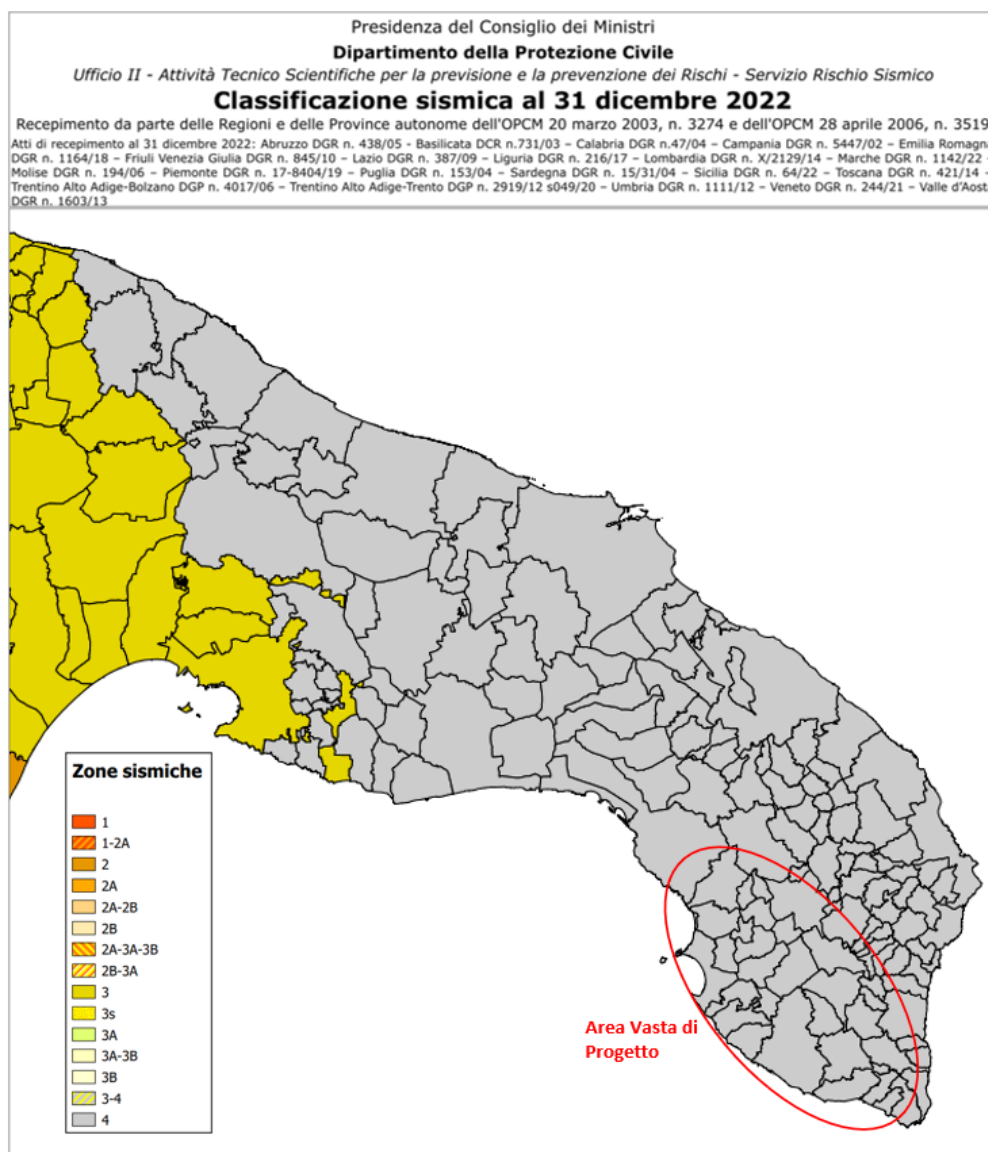 Presidenza del Consiglio dei Ministri
Dipartimento della Protezione Civile
Ufficio II - Attività Tecnico Scientifiche per la previsione e la prevenzione dei Rischi - Servizio Rischio Sismico
Classificazione sismica al 31 dicembre 2022
Recepimento da parte delle Regioni e delle Province autonome dell'OPCM 20 marzo 2003, n. 3274 e dell'OPCM 28 aprile 2006, n. 3519
Atti di recepimento al 31 dicembre 2022: Abruzzo DGR n. 438/05 - Basilicata DCR n.731/03 – Calabria DGR n.47/04 – Campania DGR n. 5447/02 – Emilia Romagna
DGR n. 1164/18 – Friuli Venezia Giulia DGR n. 845/10 – Lazio DGR n. 387/09 – Liguria DGR n. 216/17 – Lombardia DGR n. X/2129/14 – Marche DGR n. 1142/22 –
Molise DGR n. 194/06 – Piemonte DGR n. 17-8404/19 – Puglia DGR n. 153/04 – Sardegna DGR n. 15/31/04 – Sicilia DGR n. 64/22 – Toscana DGR n. 421/14 –
Trentino Alto Adige-Bolzano DGP n. 4017/06 – Trentino Alto Adige-Trento DGP n. 2919/12 s049/20 – Umbria DGR n. 1111/12 – Veneto DGR n. 244/21 – Valle d'Aosta
DGR n. 1603/13
Zone sismiche
1
1-2A
2
2A
2A-2B
2B
2A-3A-3B
2B-3A
3
3s
3A
3A-3B
3B
3-4
4
Area Vasta di
Progetto